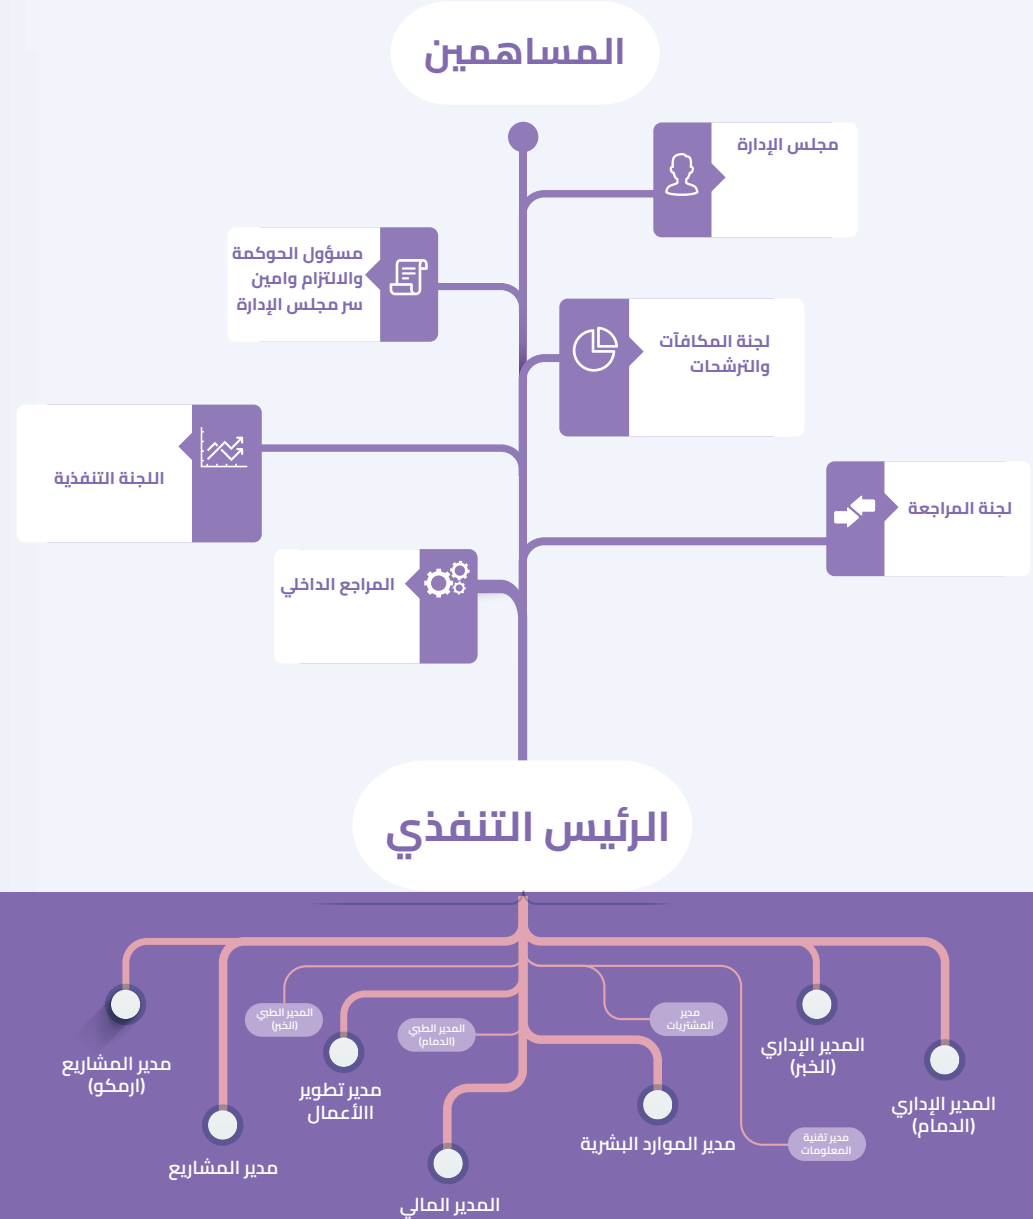 المساهمين
مجلس الإدارة
مسؤول الحوكمة
والالتزام وامين
سر مجلس الإدارة
لجنة المكافآت
والترشحات
اللجنة التنفذية
لجنة المراجعة
المراجع الداخلي
الرئيس التنفذي
المدير الطبي
(الخبر)
مدير
المشتريات
المدير الطبي
(الدمام)
المدير الإداري
(الخبر)
مدير المشاريع
(ارمكو)
مدير تطوير
االأعمال
المدير الإداري
(الدمام)
مدير الموارد البشرية
مدير تقنية
المعلومات
مدير المشاريع
المدير المالي